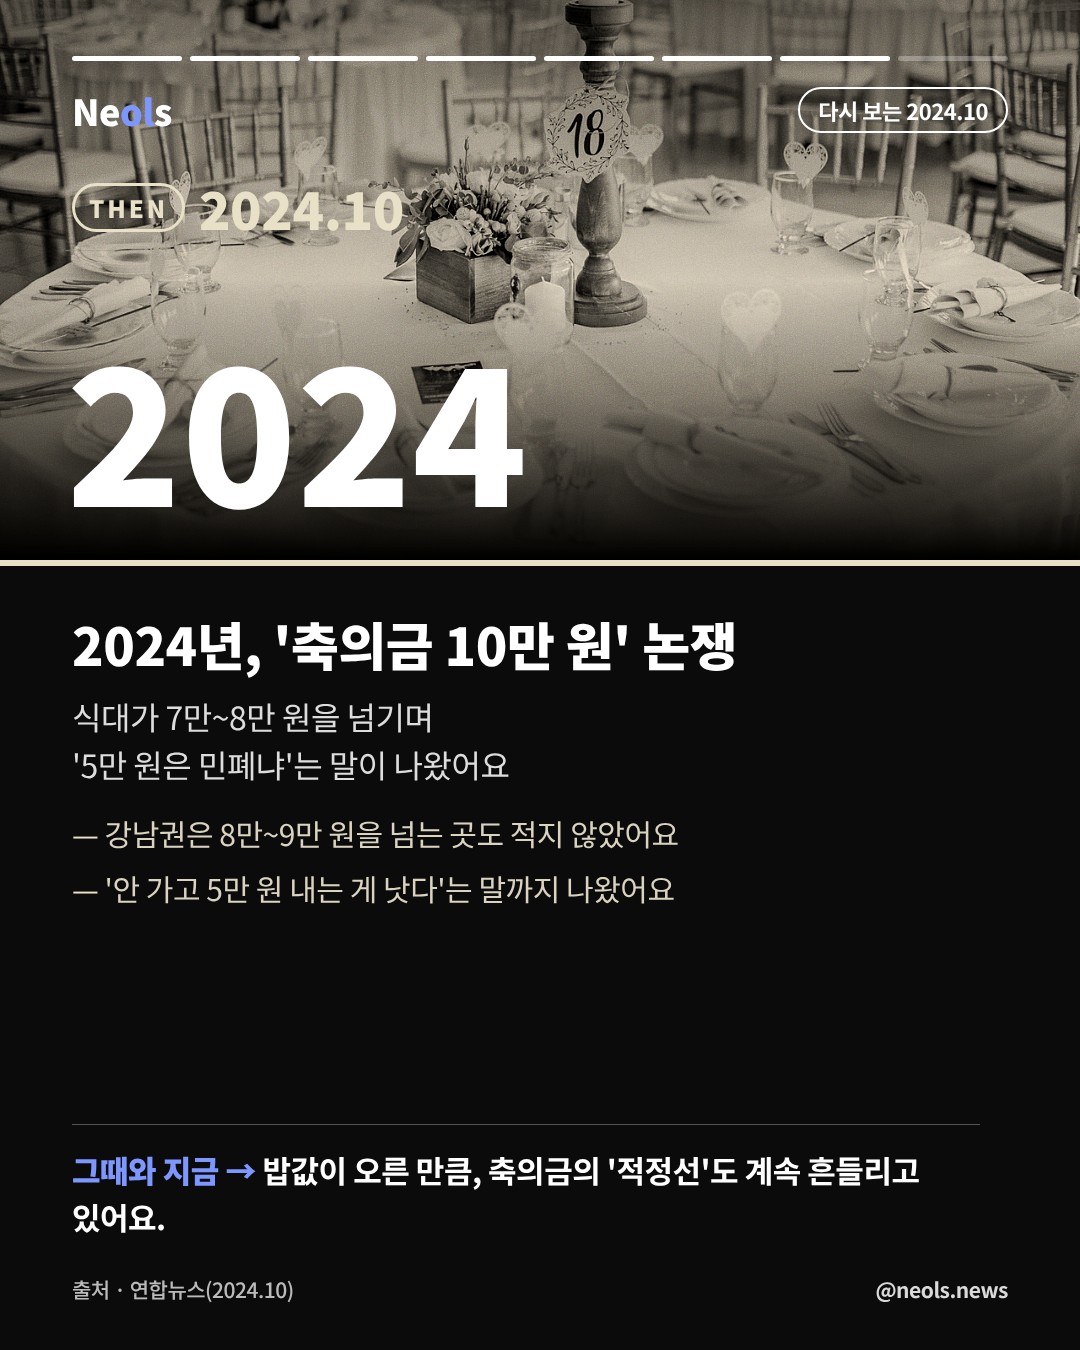 Neols
다시 보는 2024.10
18
THEN 2024.10
2024
2024년, '축의금 10만 원' 논쟁
식대가 7만~8만 원을 넘기며
'5만 원은 민폐냐'는 말이 나왔어요
— 강남권은 8만~9만 원을 넘는 곳도 적지 않았어요
— '안 가고 5만 원 내는 게 낫다'는 말까지 나왔어요
그때와 지금 → 밥값이 오른 만큼, 축의금의 '적정선'도 계속 흔들리고
있어요.
출처 · 연합뉴스(2024.10)
@neols.news